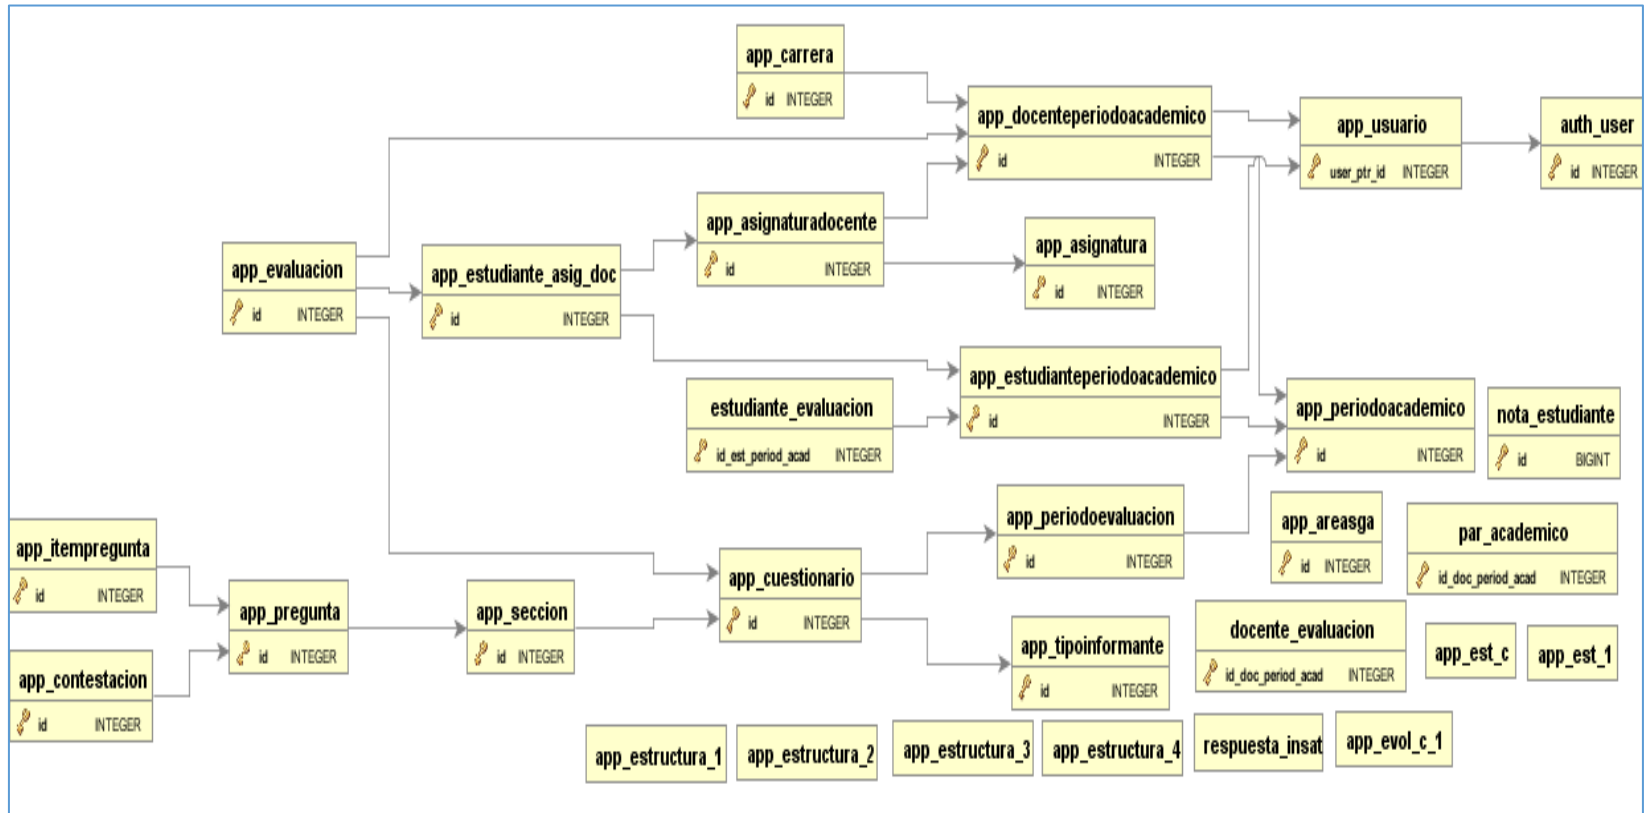 app_carrera
id INTEGER
app_docenteperiodoacademico
id INTEGER
app_usuario
user_ptr_id INTEGER
auth_user
id INTEGER
app_asignaturadocente
id INTEGER
app_asignatura
id INTEGER
app_evaluacion
id INTEGER
app_estudiante_asig_doc
id INTEGER
app_estudianteperiodoacademico
id INTEGER
estudiante_evaluacion
id_est_period_acad INTEGER
app_periodoacademico
id INTEGER
nota_estudiante
id BIGINT
app_periodoevaluacion
id INTEGER
app_areasga
id INTEGER
par_academico
id_doc_period_acad INTEGER
app_itempregunta
id INTEGER
app_pregunta
id INTEGER
app_seccion
id INTEGER
app_cuestionario
id INTEGER
app_tipoinformante
id INTEGER
docente_evaluacion
id_doc_period_acad INTEGER
app_est_c
app_est_1
app_contestacion
id INTEGER
app_estructura_1
app_estructura_2
app_estructura_3
app_estructura_4
respuesta_insat
app_evol_c_1